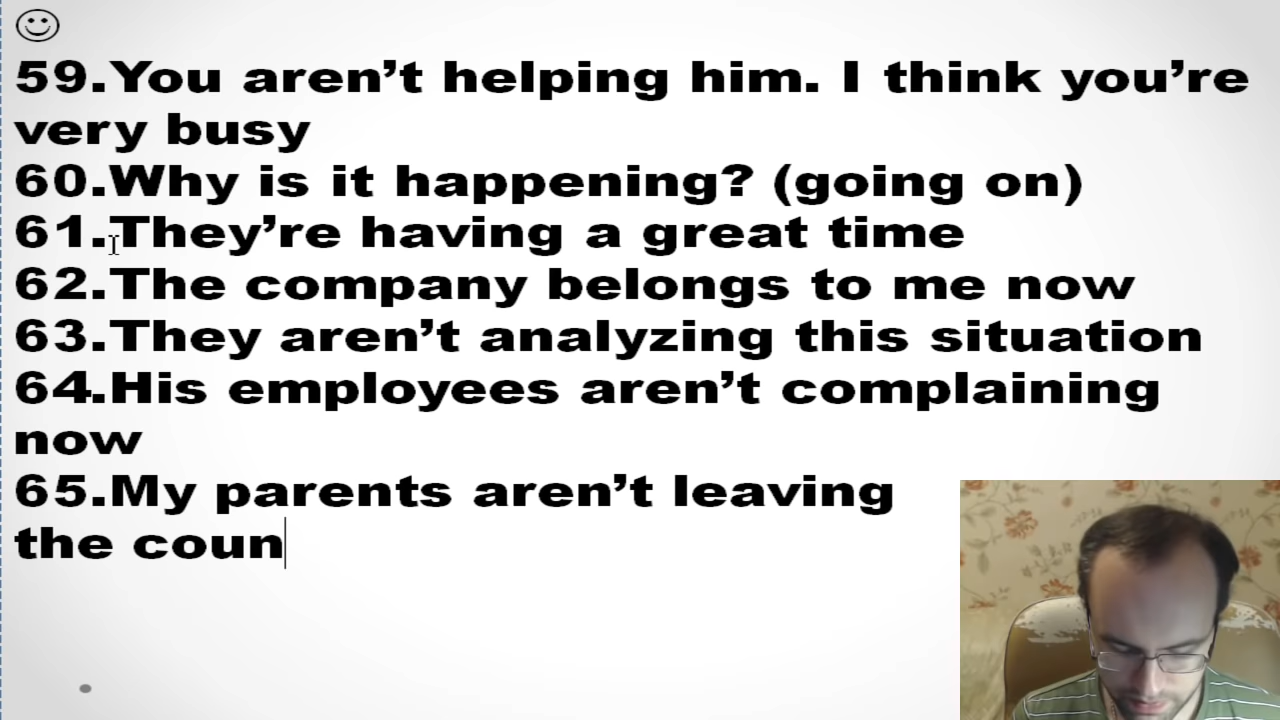 59.You aren’t helping him. I think you’re
very busy
60.Why is it happening? (going on)
61.They’re having a great time
62.The company belongs to me now
63.They aren’t analyzing this situation
64.His employees aren’t complaining
now
65.My parents aren’t leaving
the coun